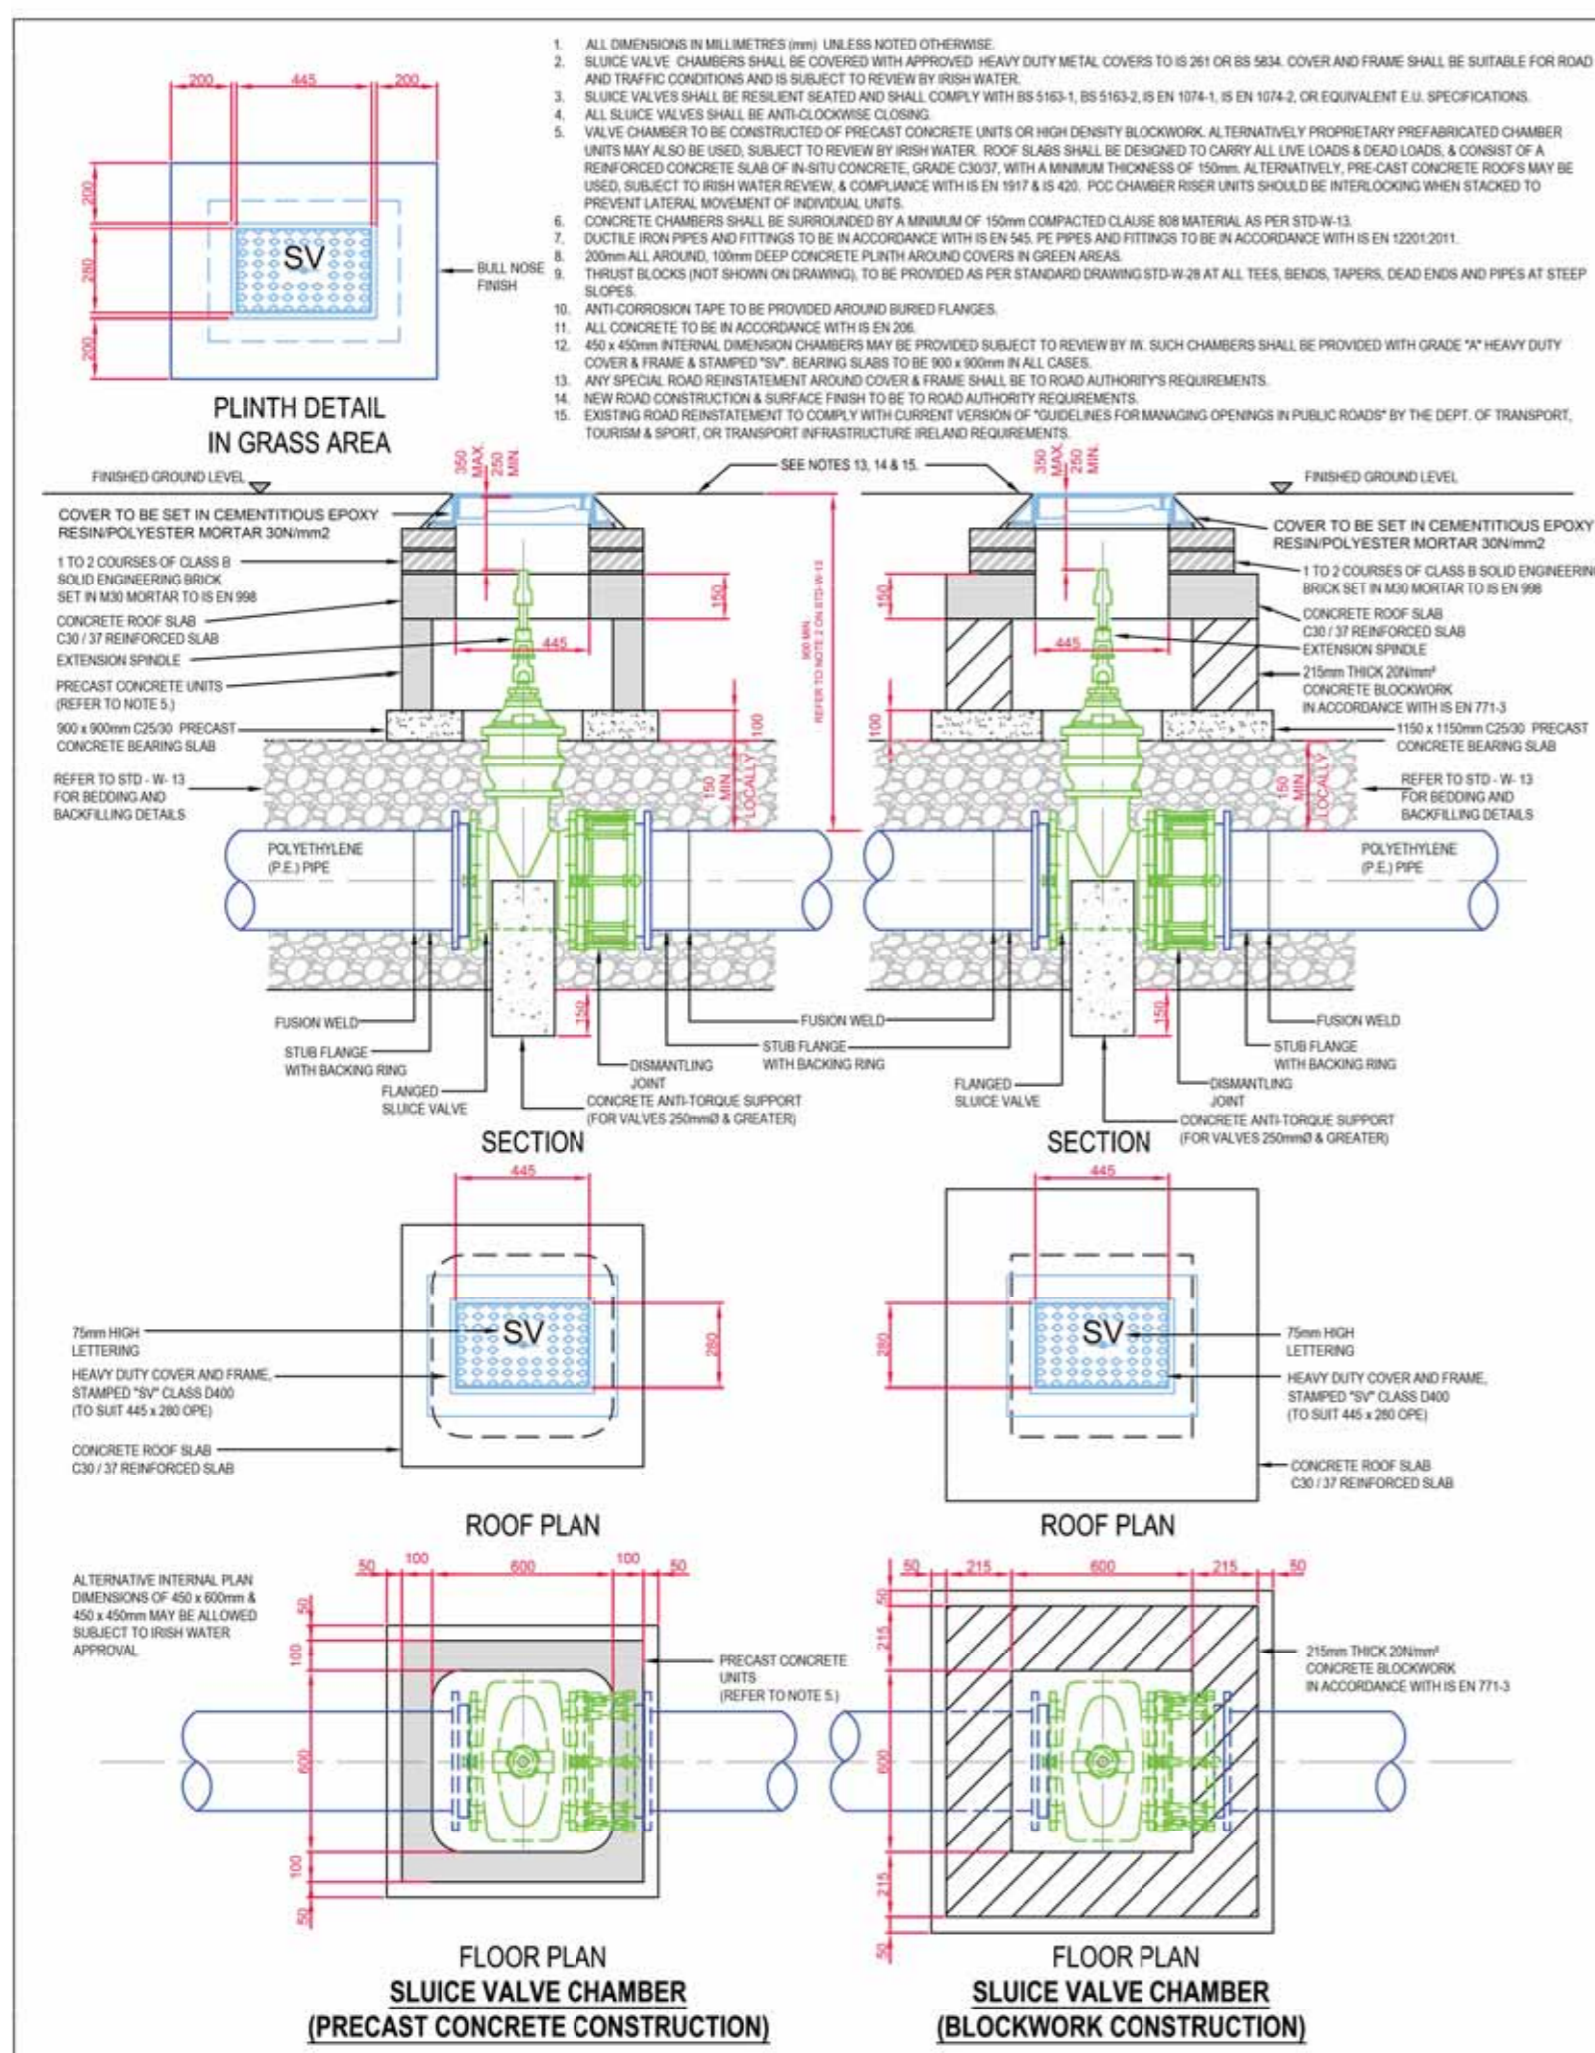 1. ALL DIMENSIONS IN MILLIMETRES (mm) UNLESS NOTED OTHERWISE.
2. SLUICE VALVE CHAMBERS SHALL BE COVERED WITH APPROVED HEAVY DUTY METAL COVERS TO IS 261 OR BS 5834. COVER AND FRAME SHALL BE SUITABLE FOR ROAD
AND TRAFFIC CONDITIONS AND IS SUBJECT TO REVIEW BY IRISH WATER.
3. SLUICE VALVES SHALL BE RESILIENT SEATED AND SHALL COMPLY WITH BS 5163-1, BS 5163-2, IS EN 1074-1, IS EN 1074-2, OR EQUIVALENT E.U. SPECIFICATIONS.
4. ALL SLUICE VALVES SHALL BE ANTI-CLOCKWISE CLOSING.
5. VALVE CHAMBER TO BE CONSTRUCTED OF PRECAST CONCRETE UNITS OR HIGH DENSITY BLOCKWORK. ALTERNATIVELY PROPRIETARY PREFABRICATED CHAMBER
UNITS MAY ALSO BE USED, SUBJECT TO REVIEW BY IRISH WATER. ROOF SLABS SHALL BE DESIGNED TO CARRY ALL LIVE LOADS & DEAD LOADS, & CONSIST OF A
REINFORCED CONCRETE SLAB OF IN-SITU CONCRETE, GRADE C30/37, WITH A MINIMUM THICKNESS OF 150mm. ALTERNATIVELY, PRE-CAST CONCRETE ROOFS MAY BE
USED, SUBJECT TO IRISH WATER REVIEW, & COMPLIANCE WITH IS EN 1917 & IS 420. PCC CHAMBER RISER UNITS SHOULD BE INTERLOCKING WHEN STACKED TO
PREVENT LATERAL MOVEMENT OF INDIVIDUAL UNITS.
6. CONCRETE CHAMBERS SHALL BE SURROUNDED BY A MINIMUM OF 150mm COMPACTED CLAUSE 808 MATERIAL AS PER STD-W-13.
7. DUCTILE IRON PIPES AND FITTINGS TO BE IN ACCORDANCE WITH IS EN 545. PE PIPES AND FITTINGS TO BE IN ACCORDANCE WITH IS EN 12201:2011.
8. 200mm ALL AROUND, 100mm DEEP CONCRETE PLINTH AROUND COVERS IN GREEN AREAS.
9. THRUST BLOCKS (NOT SHOWN ON DRAWING), TO BE PROVIDED AS PER STANDARD DRAWING STD-W-28 AT ALL TEES, BENDS, TAPERS, DEAD ENDS AND PIPES AT STEEP
SLOPES.
10. ANTI-CORROSION TAPE TO BE PROVIDED AROUND BURIED FLANGES.
11. ALL CONCRETE TO BE IN ACCORDANCE WITH IS EN 206.
12. 450 x 450mm INTERNAL DIMENSION CHAMBERS MAY BE PROVIDED SUBJECT TO REVIEW BY IW. SUCH CHAMBERS SHALL BE PROVIDED WITH GRADE "A" HEAVY DUTY
COVER & FRAME & STAMPED "SV". BEARING SLABS TO BE 900 x 900mm IN ALL CASES.
13. ANY SPECIAL ROAD REINSTATEMENT AROUND COVER & FRAME SHALL BE TO ROAD AUTHORITY'S REQUIREMENTS.
14. NEW ROAD CONSTRUCTION & SURFACE FINISH TO BE TO ROAD AUTHORITY REQUIREMENTS.
15. EXISTING ROAD REINSTATEMENT TO COMPLY WITH CURRENT VERSION OF "GUIDELINES FOR MANAGING OPENINGS IN PUBLIC ROADS" BY THE DEPT. OF TRANSPORT,
TOURISM & SPORT, OR TRANSPORT INFRASTRUCTURE IRELAND REQUIREMENTS.
200 445 200
200
280
200
SV
BULL NOSE
FINISH
PLINTH DETAIL
IN GRASS AREA
FINISHED GROUND LEVEL
COVER TO BE SET IN CEMENTITIOUS EPOXY
RESIN/POLYESTER MORTAR 30N/mm2
1 TO 2 COURSES OF CLASS B
SOLID ENGINEERING BRICK
SET IN M30 MORTAR TO IS EN 998
CONCRETE ROOF SLAB
C30 / 37 REINFORCED SLAB
EXTENSION SPINDLE
PRECAST CONCRETE UNITS
(REFER TO NOTE 5.)
900 x 900mm C25/30 PRECAST
CONCRETE BEARING SLAB
REFER TO STD - W- 13
FOR BEDDING AND
BACKFILLING DETAILS
POLYETHYLENE
(P.E.) PIPE
350
MAX.
250
MIN.
150
445
100
150
MIN.
LOCALLY
900 MIN.
REFER TO NOTE 2 ON STD-W-13
150
SEE NOTES 13, 14 & 15.
FUSION WELD
STUB FLANGE
WITH BACKING RING
FLANGED
SLUICE VALVE
DISMANTLING
JOINT
CONCRETE ANTI-TORQUE SUPPORT
(FOR VALVES 250mmØ & GREATER)
FUSION WELD
STUB FLANGE
WITH BACKING RING
SECTION
350
MAX.
250
MIN.
FINISHED GROUND LEVEL
COVER TO BE SET IN CEMENTITIOUS EPOXY
RESIN/POLYESTER MORTAR 30N/mm2
1 TO 2 COURSES OF CLASS B SOLID ENGINEERING
BRICK SET IN M30 MORTAR TO IS EN 998
CONCRETE ROOF SLAB
C30 / 37 REINFORCED SLAB
EXTENSION SPINDLE
215mm THICK 20N/mm²
CONCRETE BLOCKWORK
IN ACCORDANCE WITH IS EN 771-3
1150 x 1150mm C25/30 PRECAST
CONCRETE BEARING SLAB
REFER TO STD - W- 13
FOR BEDDING AND
BACKFILLING DETAILS
POLYETHYLENE
(P.E.) PIPE
150
445
100
150
MIN.
LOCALLY
150
FUSION WELD
STUB FLANGE
WITH BACKING RING
FLANGED
SLUICE VALVE
DISMANTLING
JOINT
CONCRETE ANTI-TORQUE SUPPORT
(FOR VALVES 250mmØ & GREATER)
SECTION
445
280
SV
75mm HIGH
LETTERING
HEAVY DUTY COVER AND FRAME,
STAMPED "SV" CLASS D400
(TO SUIT 445 x 280 OPE)
CONCRETE ROOF SLAB
C30 / 37 REINFORCED SLAB
ROOF PLAN
445
280
SV
75mm HIGH
LETTERING
HEAVY DUTY COVER AND FRAME,
STAMPED "SV" CLASS D400
(TO SUIT 445 x 280 OPE)
CONCRETE ROOF SLAB
C30 / 37 REINFORCED SLAB
ROOF PLAN
ALTERNATIVE INTERNAL PLAN
DIMENSIONS OF 450 x 600mm &
450 x 450mm MAY BE ALLOWED
SUBJECT TO IRISH WATER
APPROVAL
50 100 600 100 50
50
100
600
100
50
PRECAST CONCRETE
UNITS
(REFER TO NOTE 5.)
FLOOR PLAN
SLUICE VALVE CHAMBER
(PRECAST CONCRETE CONSTRUCTION)
50 215 600 215 50
50
215
600
215
50
215mm THICK 20N/mm²
CONCRETE BLOCKWORK
IN ACCORDANCE WITH IS EN 771-3
FLOOR PLAN
SLUICE VALVE CHAMBER
(BLOCKWORK CONSTRUCTION)